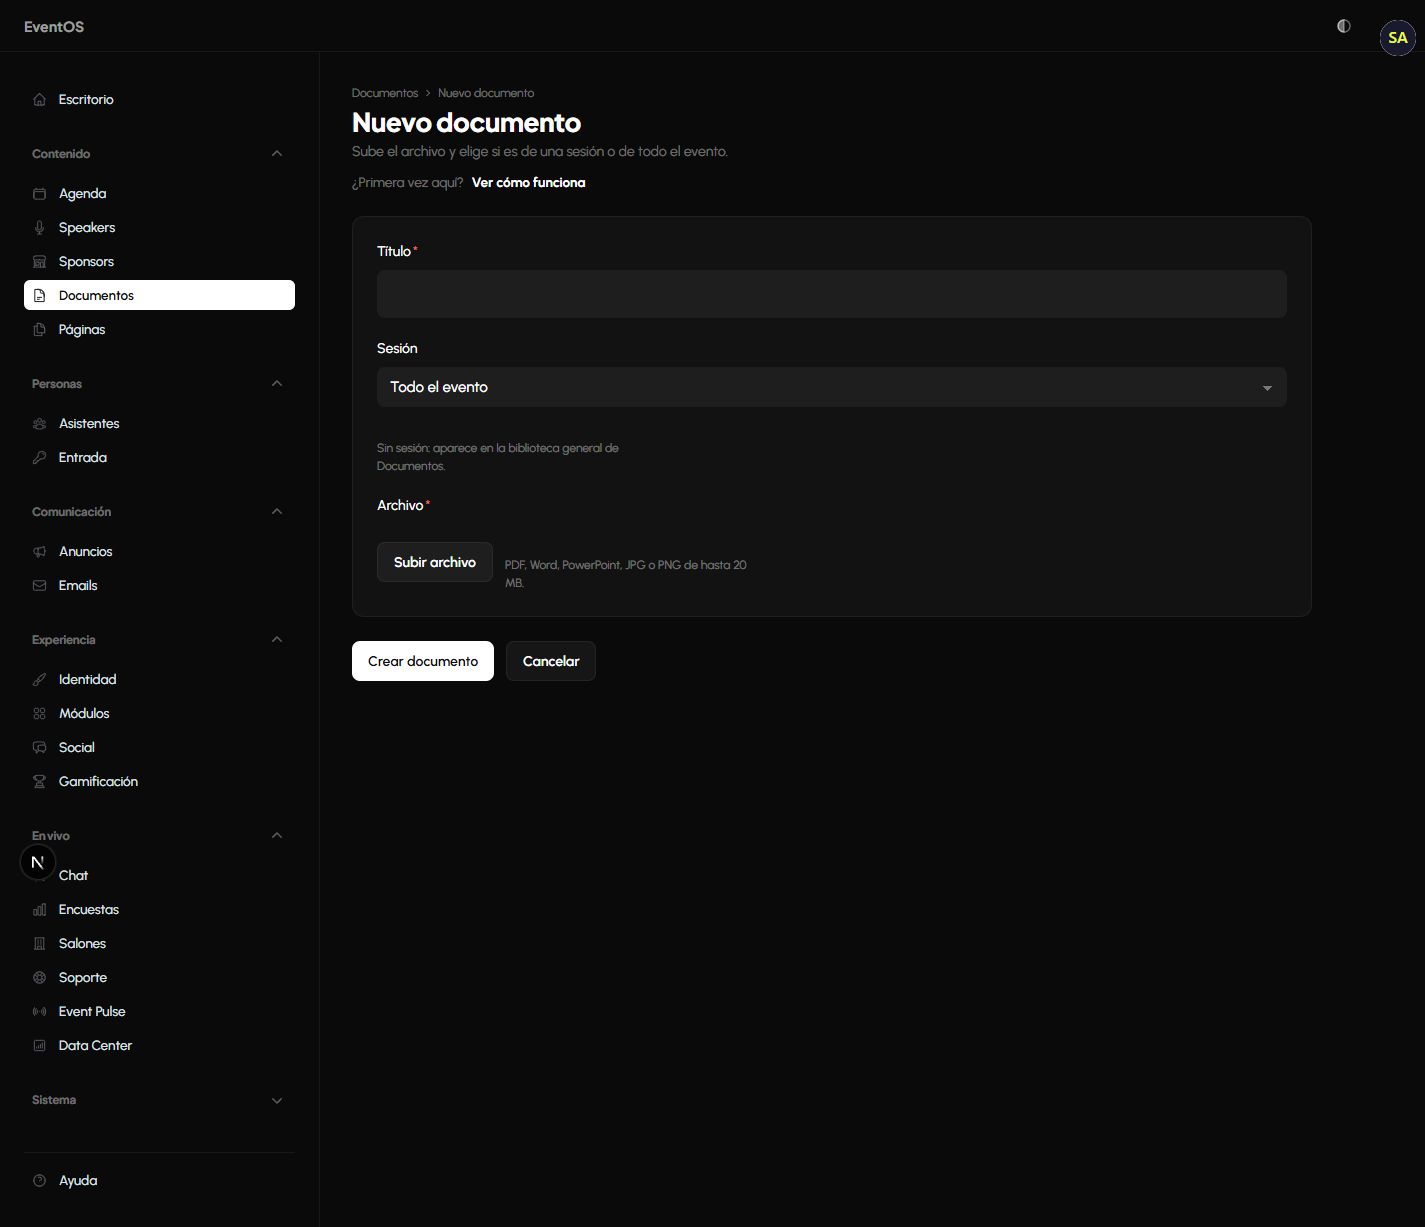 EventOS
SA
Escritorio
Contenido
Agenda
Speakers
Sponsors
Documentos
Páginas
Personas
Asistentes
Entrada
Comunicación
Anuncios
Emails
Experiencia
Identidad
Módulos
Social
Gamificación
En vivo
N
Chat
Encuestas
Salones
Soporte
Event Pulse
Data Center
Sistema
Ayuda
Documentos > Nuevo documento
Nuevo documento
Sube el archivo y elige si es de una sesión o de todo el evento.
¿Primera vez aquí? Ver cómo funciona
Título *
Sesión
Todo el evento
Sin sesión: aparece en la biblioteca general de
Documentos.
Archivo *
Subir archivo
PDF, Word, PowerPoint, JPG o PNG de hasta 20
MB.
Crear documento
Cancelar